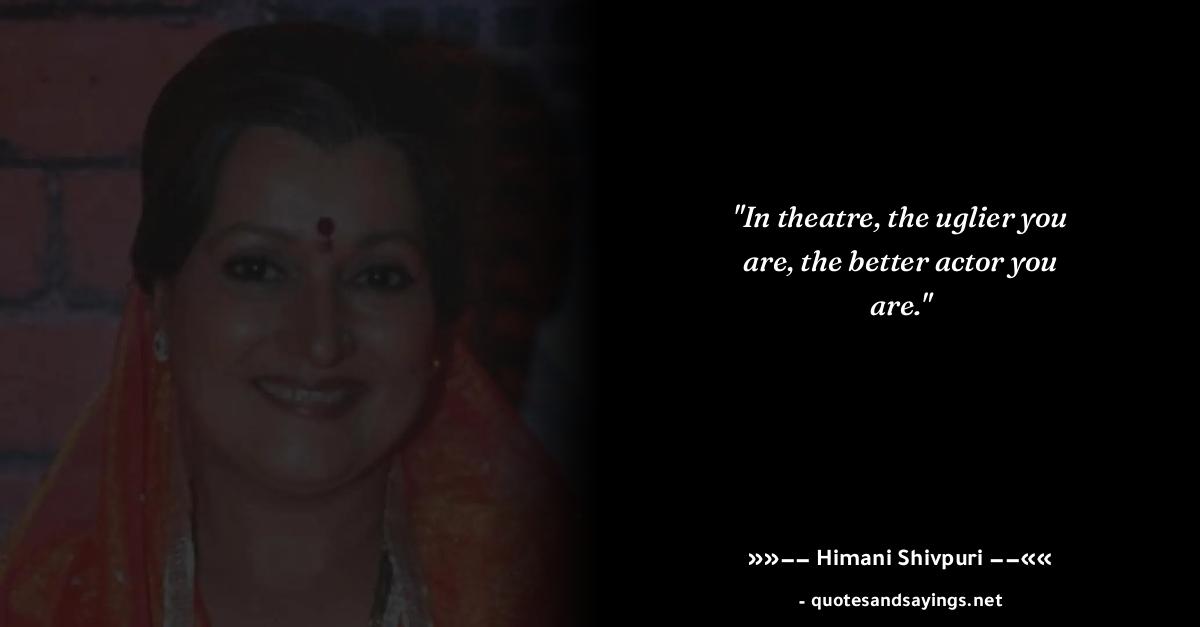 "In theatre, the uglier you
are, the better actor you
are."
»»–– Himani Shivpuri ––««
- quotesandsayings.net